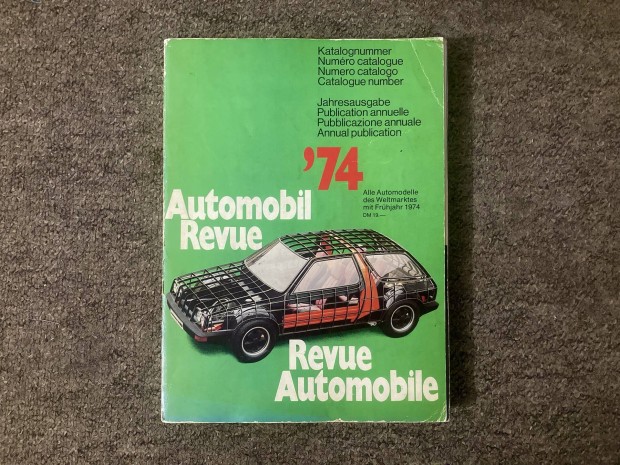 Katalognummer
Numéro catalogue
Numero catalogo
Catalogue number
Jahresausgabe
Publication annuelle
Pubblicazione annuale
Annual publication
'74
Alle Automodelle
des Weltmarktes
mit Frühjahr 1974
DM 19.—
Automobil
Revue
Revue
Automobile